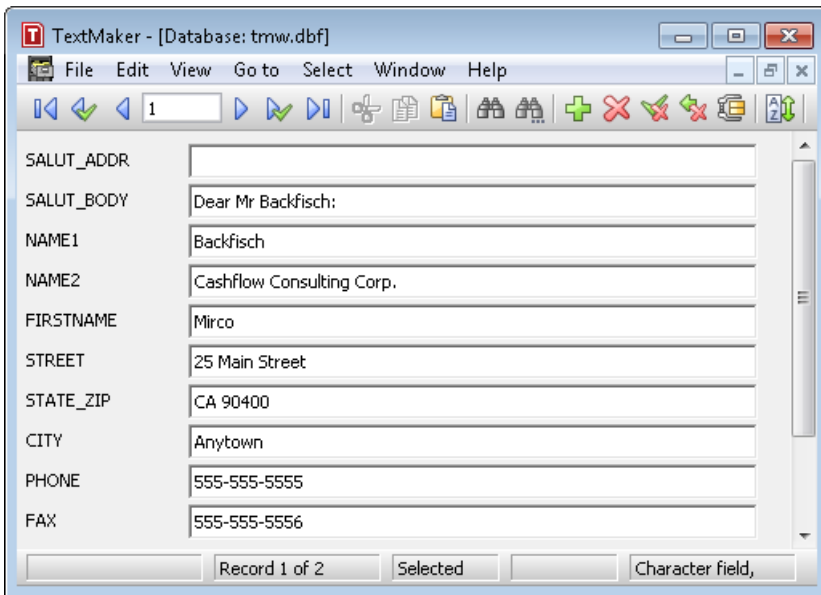 TextMaker - [Database: tmw.dbf]
File Edit View Go to Select Window Help
1
SALUT_ADDR
SALUT_BODY Dear Mr Backfisch:
NAME1 Backfisch
NAME2 Cashflow Consulting Corp.
FIRSTNAME Mirco
STREET 25 Main Street
STATE_ZIP CA 90400
CITY Anytown
PHONE 555-555-5555
FAX 555-555-5556
Record 1 of 2 Selected Character field,